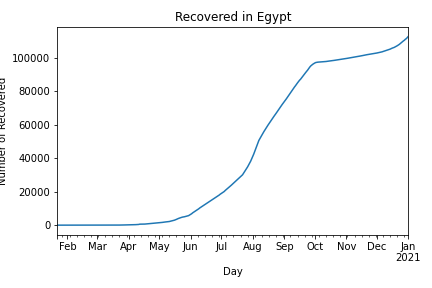 Recovered in Egypt
Number of Recovered
100000
80000
60000
40000
20000
0
Feb Mar Apr May Jun Jul Aug Sep Oct Nov Dec Jan
2021
Day